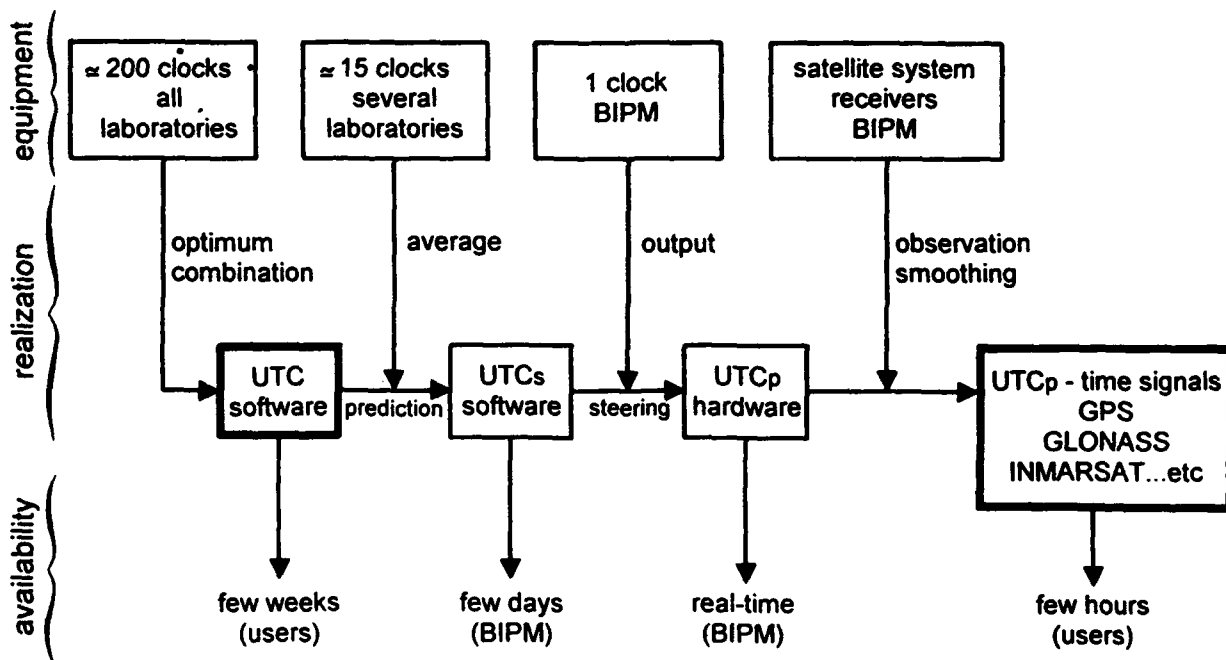 equipment
≃ 200 clocks
all
laboratories
≃ 15 clocks
several
laboratories
1 clock
BIPM
satellite system
receivers
BIPM
realization
optimum
combination
average
output
observation
smoothing
UTC
software
prediction
UTCs
software
steering
UTCp
hardware
UTCp - time signals
GPS
GLONASS
INMARSAT...etc
availability
few weeks
(users)
few days
(BIPM)
real-time
(BIPM)
few hours
(users)